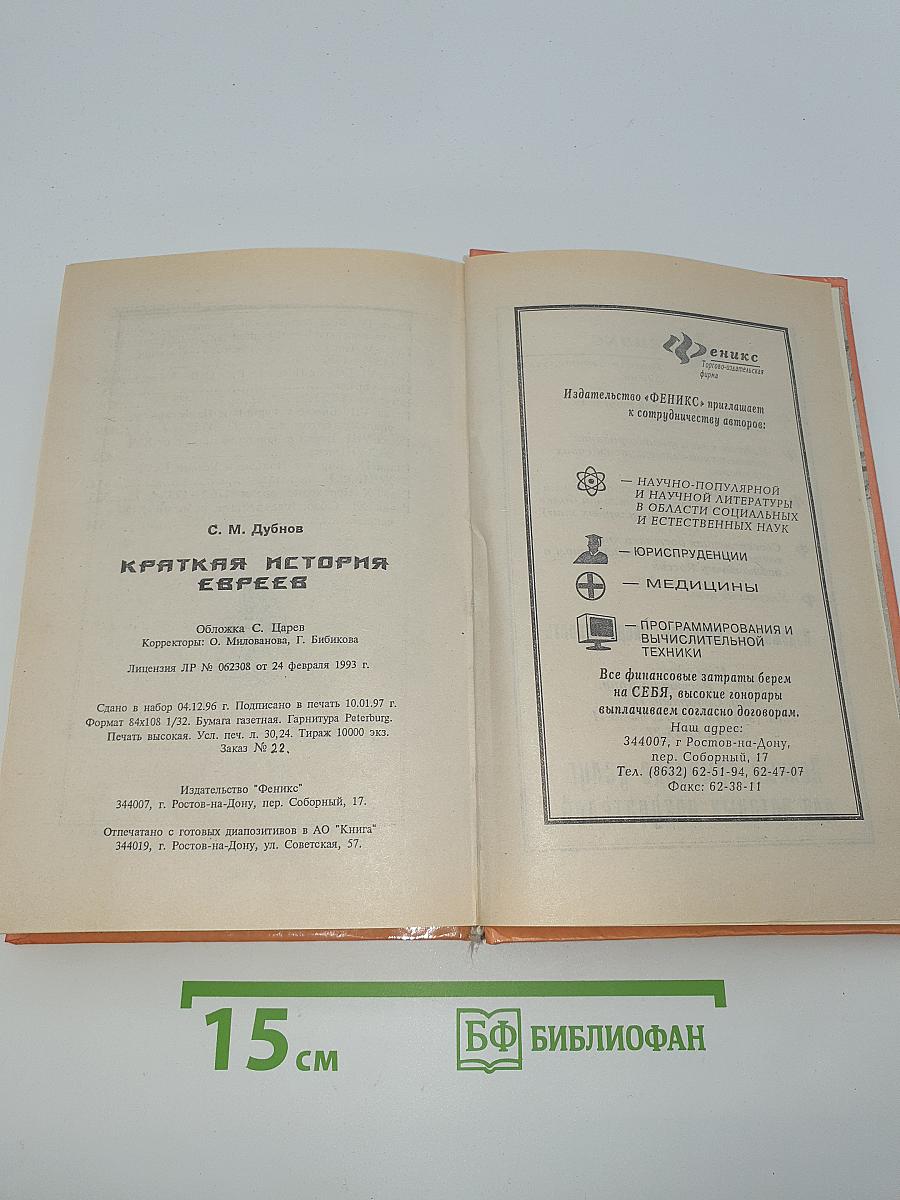 С. М. Дубнов
КРАТКАЯ ИСТОРИЯ
ЕВРЕЕВ
Обложка С. Царев
Корректоры: О. Милованова, Г. Бибикова
Лицензия ЛР № 062308 от 24 февраля 1993 г.
Сдано в набор 04.12.96 г. Подписано в печать 10.01.97 г.
Формат 84х108 1/32. Бумага газетная. Гарнитура Peterburg.
Печать высокая. Усл. печ. л. 30,24. Тираж 10000 экз.
Заказ № 22.
Издательство "Феникс"
344007, г. Ростов-на-Дону, пер. Соборный, 17.
Отпечатано с готовых диапозитивов в АО "Книга"
344019, г. Ростов-на-Дону, ул. Советская, 57.
Феникс
Торгово-издательская
фирма
Издательство «ФЕНИКС» приглашает
к сотрудничеству авторов:
— НАУЧНО-ПОПУЛЯРНОЙ
И НАУЧНОЙ ЛИТЕРАТУРЫ
В ОБЛАСТИ СОЦИАЛЬНЫХ
И ЕСТЕСТВЕННЫХ НАУК
— ЮРИСПРУДЕНЦИИ
— МЕДИЦИНЫ
— ПРОГРАММИРОВАНИЯ И
ВЫЧИСЛИТЕЛЬНОЙ
ТЕХНИКИ
Все финансовые затраты берем
на СЕБЯ, высокие гонорары
выплачиваем согласно договорам.
Наш адрес:
344007, г Ростов-на-Дону,
пер. Соборный, 17
Тел. (8632) 62-51-94, 62-47-07
Факс: 62-38-11
15 см
БФ БИБЛИОФАН